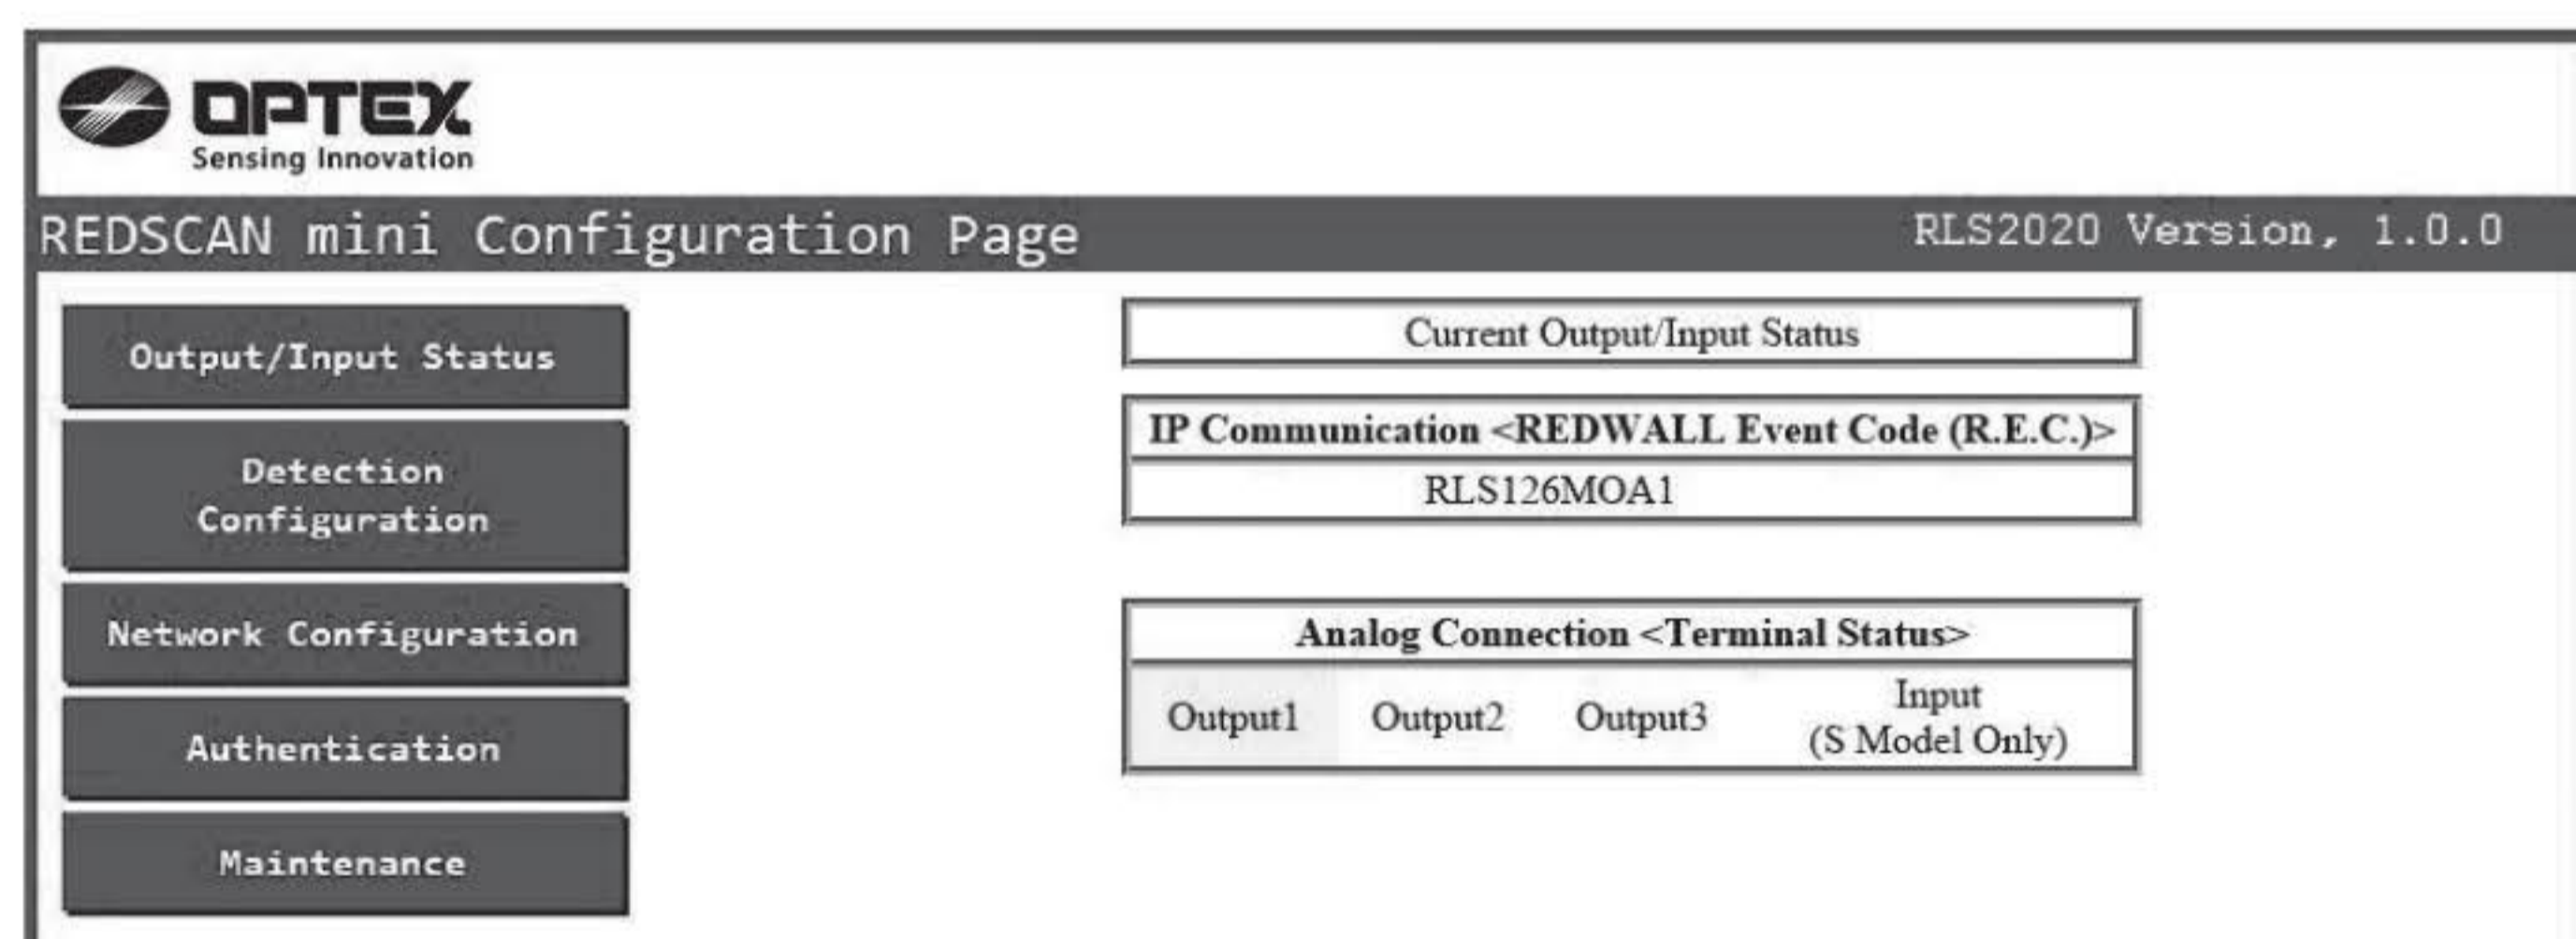 OPTEX
Sensing Innovation
REDSCAN mini Configuration Page
RLS2020 Version, 1.0.0
Output/Input Status
Detection
Configuration
Network Configuration
Authentication
Maintenance
Current Output/Input Status
IP Communication <REDWALL Event Code (R.E.C.)>
RLS126MOA1
Analog Connection <Terminal Status>
Output1 Output2 Output3 Input
(S Model Only)